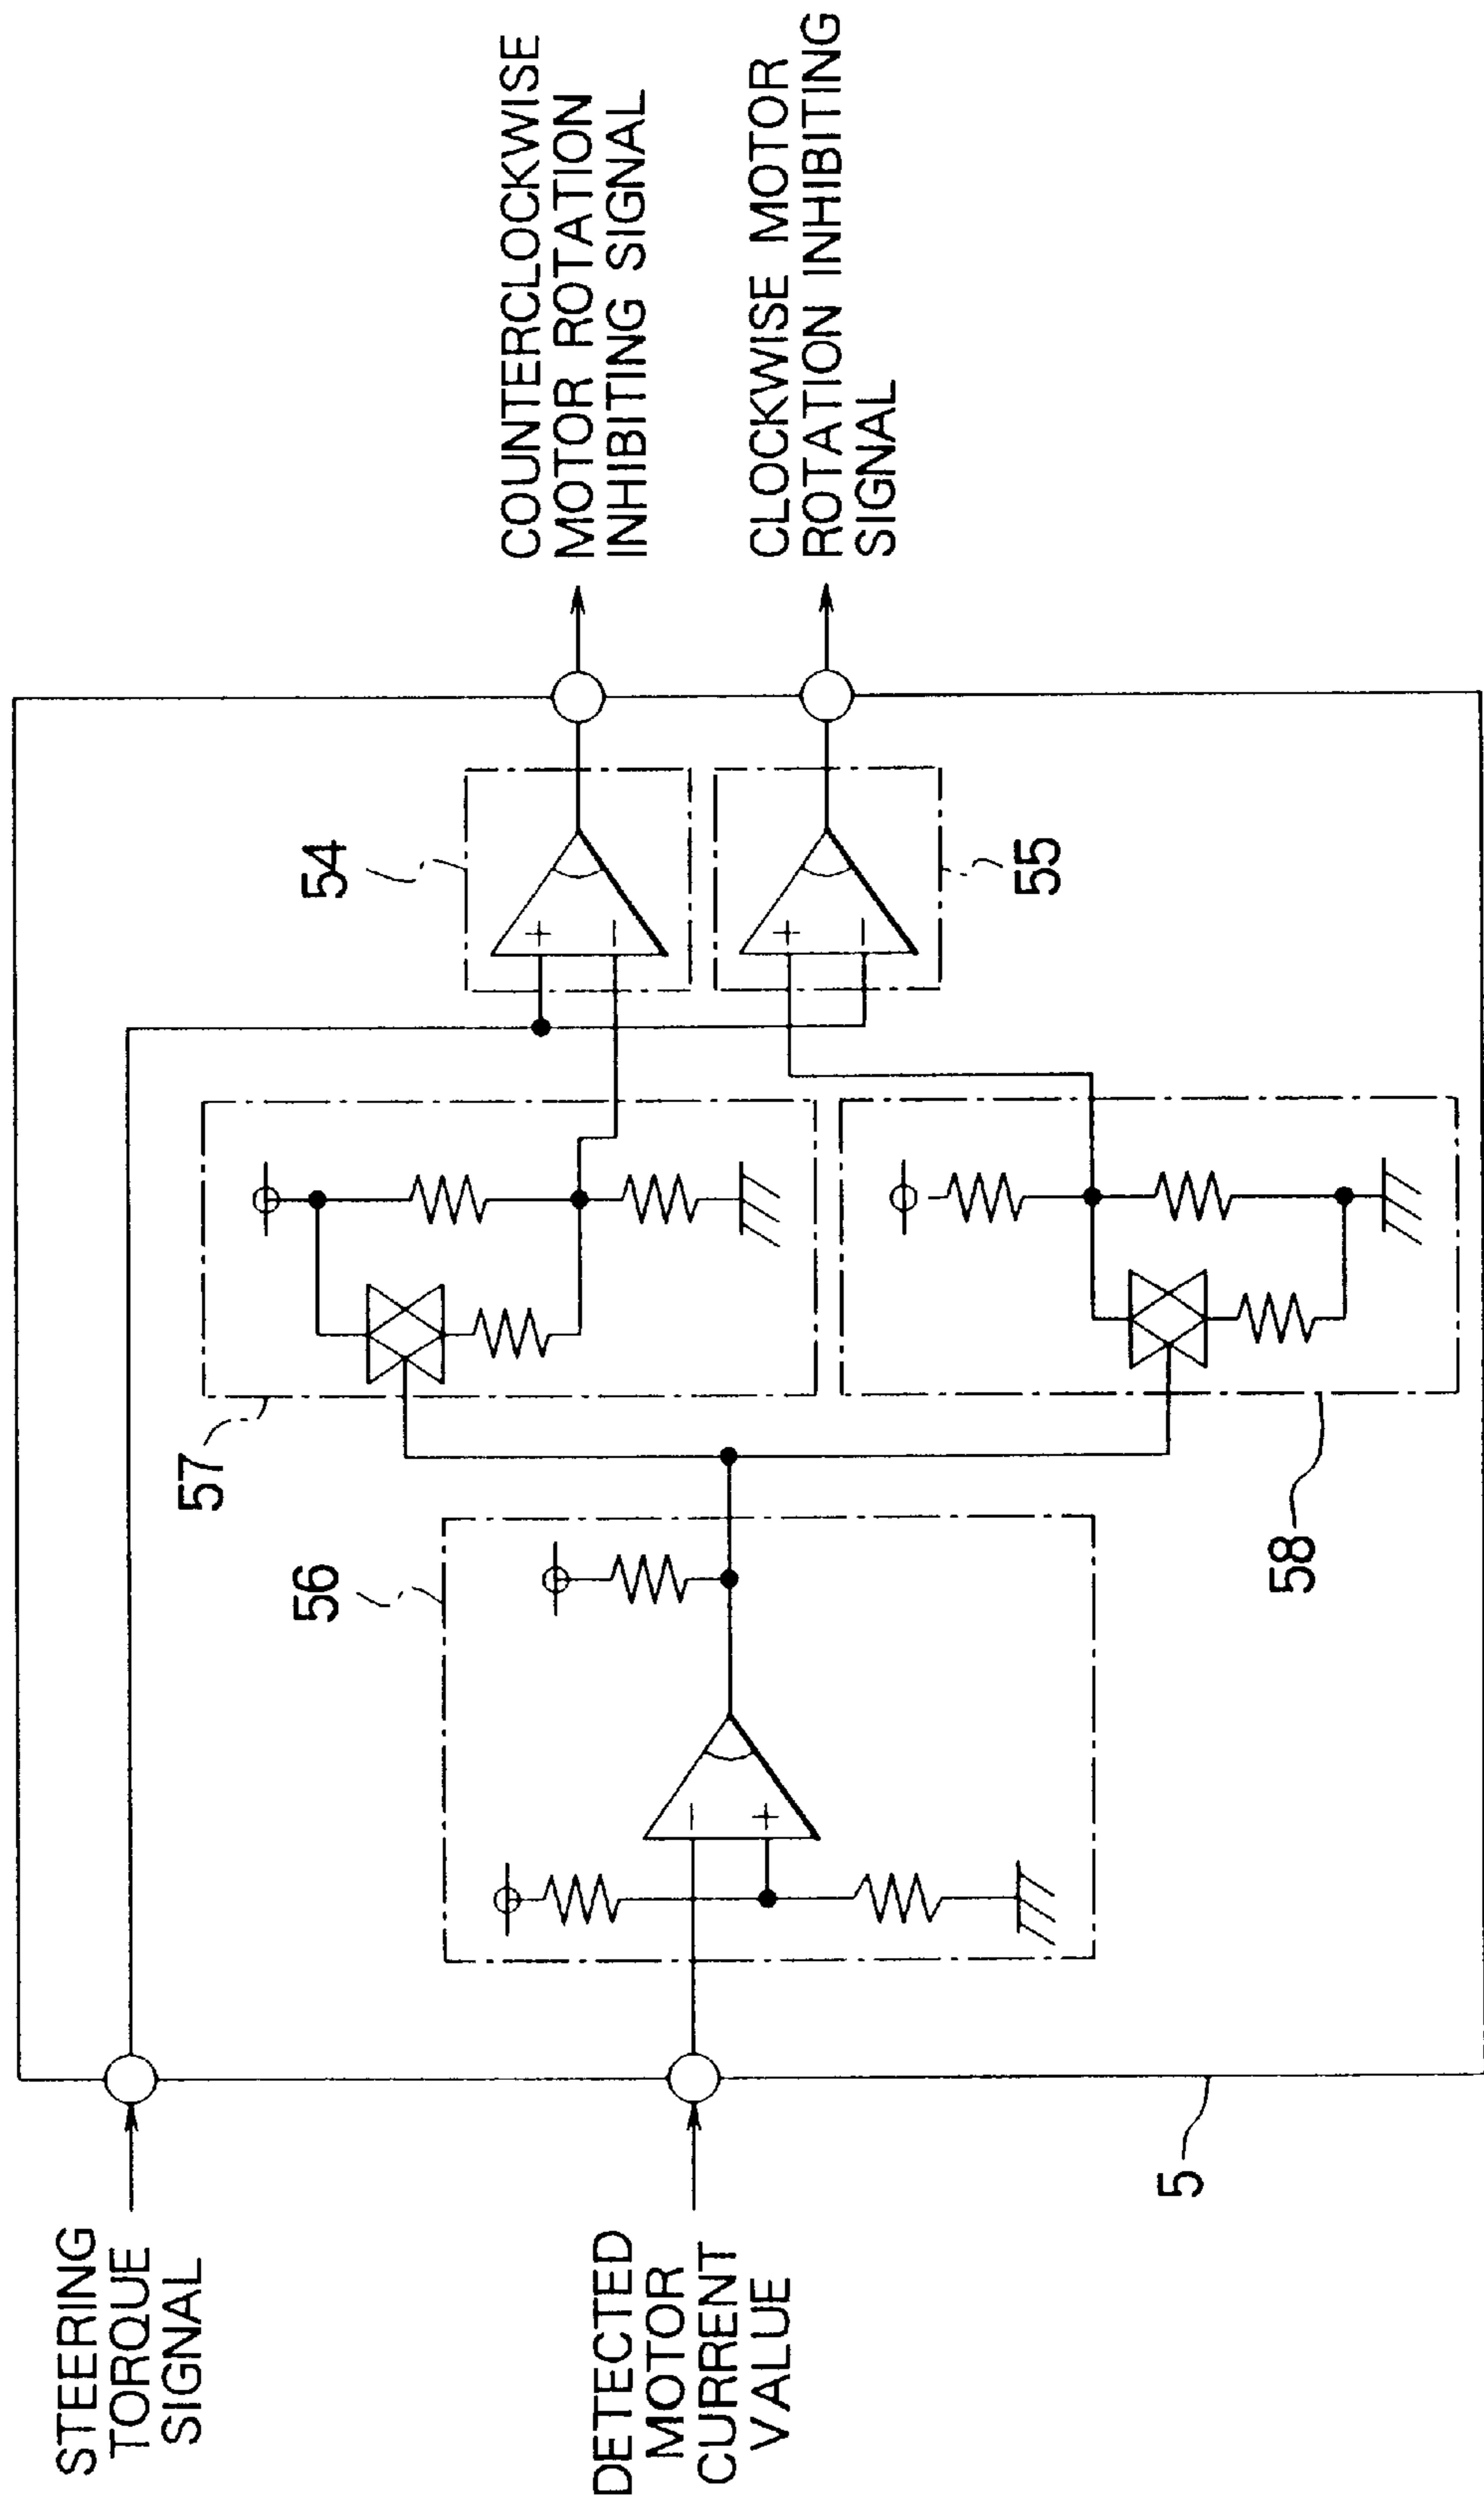 STEERING
TORQUE
SIGNAL
DETECTED
MOTOR
CURRENT
VALUE
5
56
57
58
54
55
+
−
+
−
−
+
COUNTERCLOCKWISE
MOTOR ROTATION
INHIBITING SIGNAL
CLOCKWISE MOTOR
ROTATION INHIBITING
SIGNAL